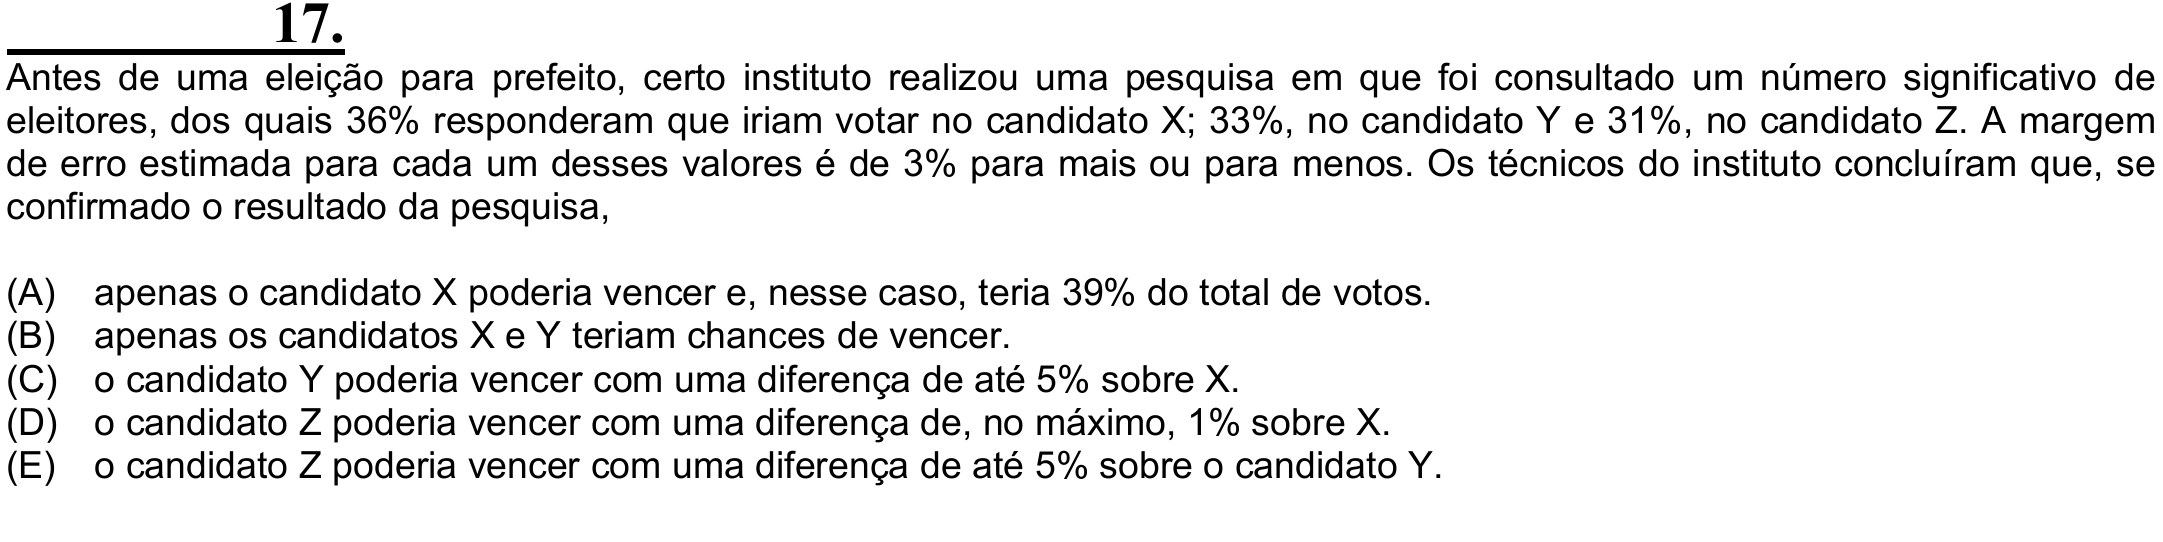 17.
Antes de uma eleição para prefeito, certo instituto realizou uma pesquisa em que foi consultado um número significativo de
eleitores, dos quais 36% responderam que iriam votar no candidato X; 33%, no candidato Y e 31%, no candidato Z. A margem
de erro estimada para cada um desses valores é de 3% para mais ou para menos. Os técnicos do instituto concluíram que, se
confirmado o resultado da pesquisa,
(A) apenas o candidato X poderia vencer e, nesse caso, teria 39% do total de votos.
(B) apenas os candidatos X e Y teriam chances de vencer.
(C) o candidato Y poderia vencer com uma diferença de até 5% sobre X.
(D) o candidato Z poderia vencer com uma diferença de, no máximo, 1% sobre X.
(E) o candidato Z poderia vencer com uma diferença de até 5% sobre o candidato Y.